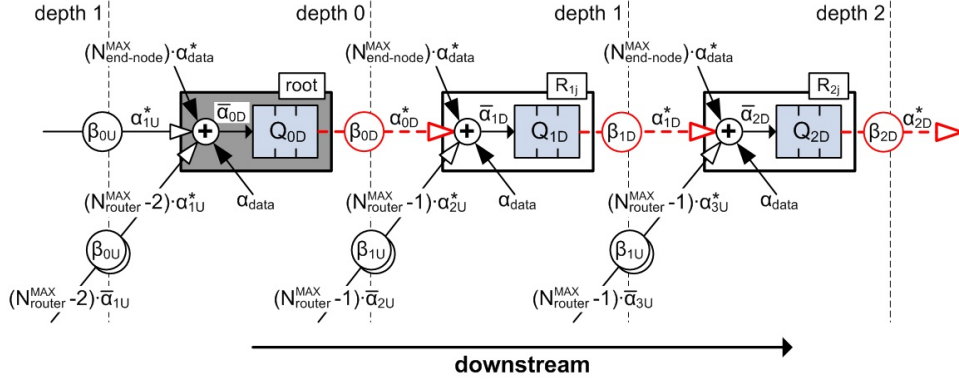 depth 1 depth 0 depth 1 depth 2
(N^MAX_end-node)·α*_data (N^MAX_end-node)·α*_data (N^MAX_end-node)·α*_data
root R_1j R_2j
β_0U α*_1U + ᾱ_0D Q_0D β_0D α*_0D + ᾱ_1D Q_1D β_1D α*_1D + ᾱ_2D Q_2D β_2D α*_2D
(N^MAX_router-2)·α*_1U α_data (N^MAX_router-1)·α*_2U α_data (N^MAX_router-1)·α*_3U α_data
β_0U β_1U β_1U
(N^MAX_router-2)·ᾱ_1U (N^MAX_router-1)·ᾱ_2U (N^MAX_router-1)·ᾱ_3U
downstream